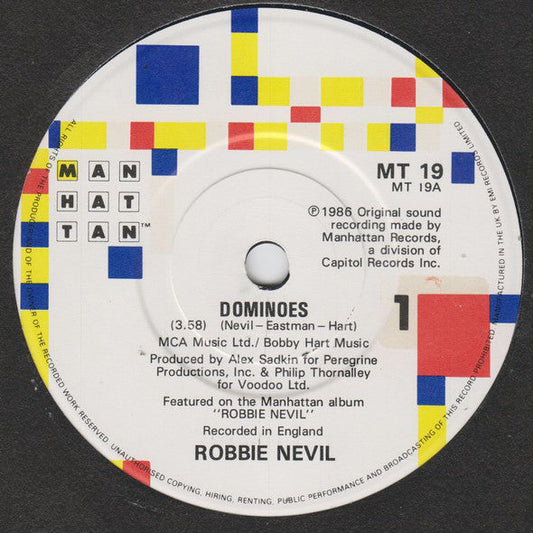 MAN
HAT
TAN™
MT 19
MT 19A
℗ 1986 Original sound
recording made by
Manhattan Records,
a division of
Capitol Records Inc.
1
DOMINOES
(3.58) (Nevil – Eastman – Hart)
MCA Music Ltd./ Bobby Hart Music
Produced by Alex Sadkin for Peregrine
Productions, Inc. & Philip Thornalley
for Voodoo Ltd.
Featured on the Manhattan album
"ROBBIE NEVIL"
Recorded in England
ROBBIE NEVIL
ALL RIGHTS OF THE PRODUCER AND OF THE OWNER OF THE RECORDED WORK RESERVED. UNAUTHORISED COPYING, HIRING, RENTING, PUBLIC PERFORMANCE AND BROADCASTING OF THIS RECORD PROHIBITED. MANUFACTURED IN THE UK BY EMI RECORDS LIMITED